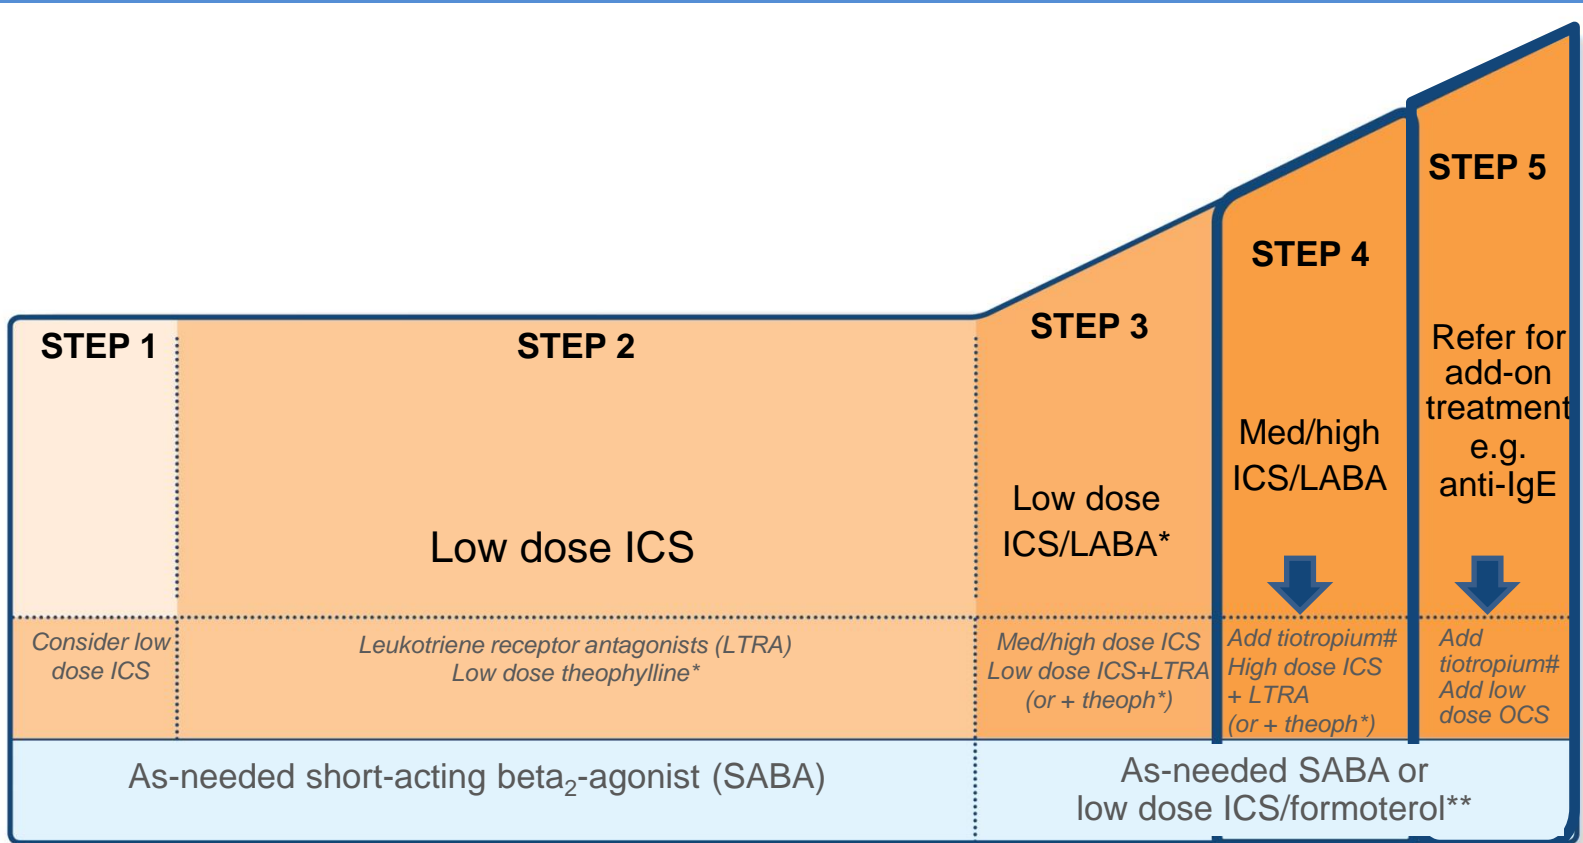 STEP 1
STEP 2
Low dose ICS
STEP 3
Low dose
ICS/LABA*
STEP 4
Med/high
ICS/LABA
STEP 5
Refer for
add-on
treatment
e.g.
anti-IgE
Consider low
dose ICS
Leukotriene receptor antagonists (LTRA)
Low dose theophylline*
Med/high dose ICS
Low dose ICS+LTRA
(or + theoph*)
Add tiotropium#
High dose ICS
+ LTRA
(or + theoph*)
Add
tiotropium#
Add low
dose OCS
As-needed short-acting beta₂-agonist (SABA)
As-needed SABA or
low dose ICS/formoterol**